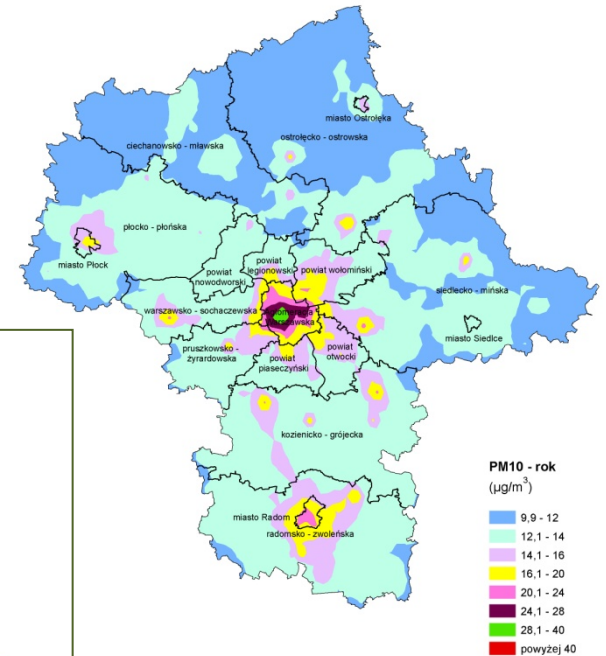 miasto Ostrołęka
ostrołęcko - ostrowska
ciechanowsko - mławska
płocko - płońska
miasto Płock
powiat
legionowski
powiat wołomiński
powiat
nowodworski
siedlecko - mińska
warszawsko - sochaczewska
miasto Siedlce
pruszkowsko -
żyrardowska
powiat
otwocki
powiat
piaseczyński
kozienicko - grójecka
miasto Radom
radomsko - zwoleńska
PM10 - rok
(µg/m³)
9,9 - 12
12,1 - 14
14,1 - 16
16,1 - 20
20,1 - 24
24,1 - 28
28,1 - 40
powyżej 40